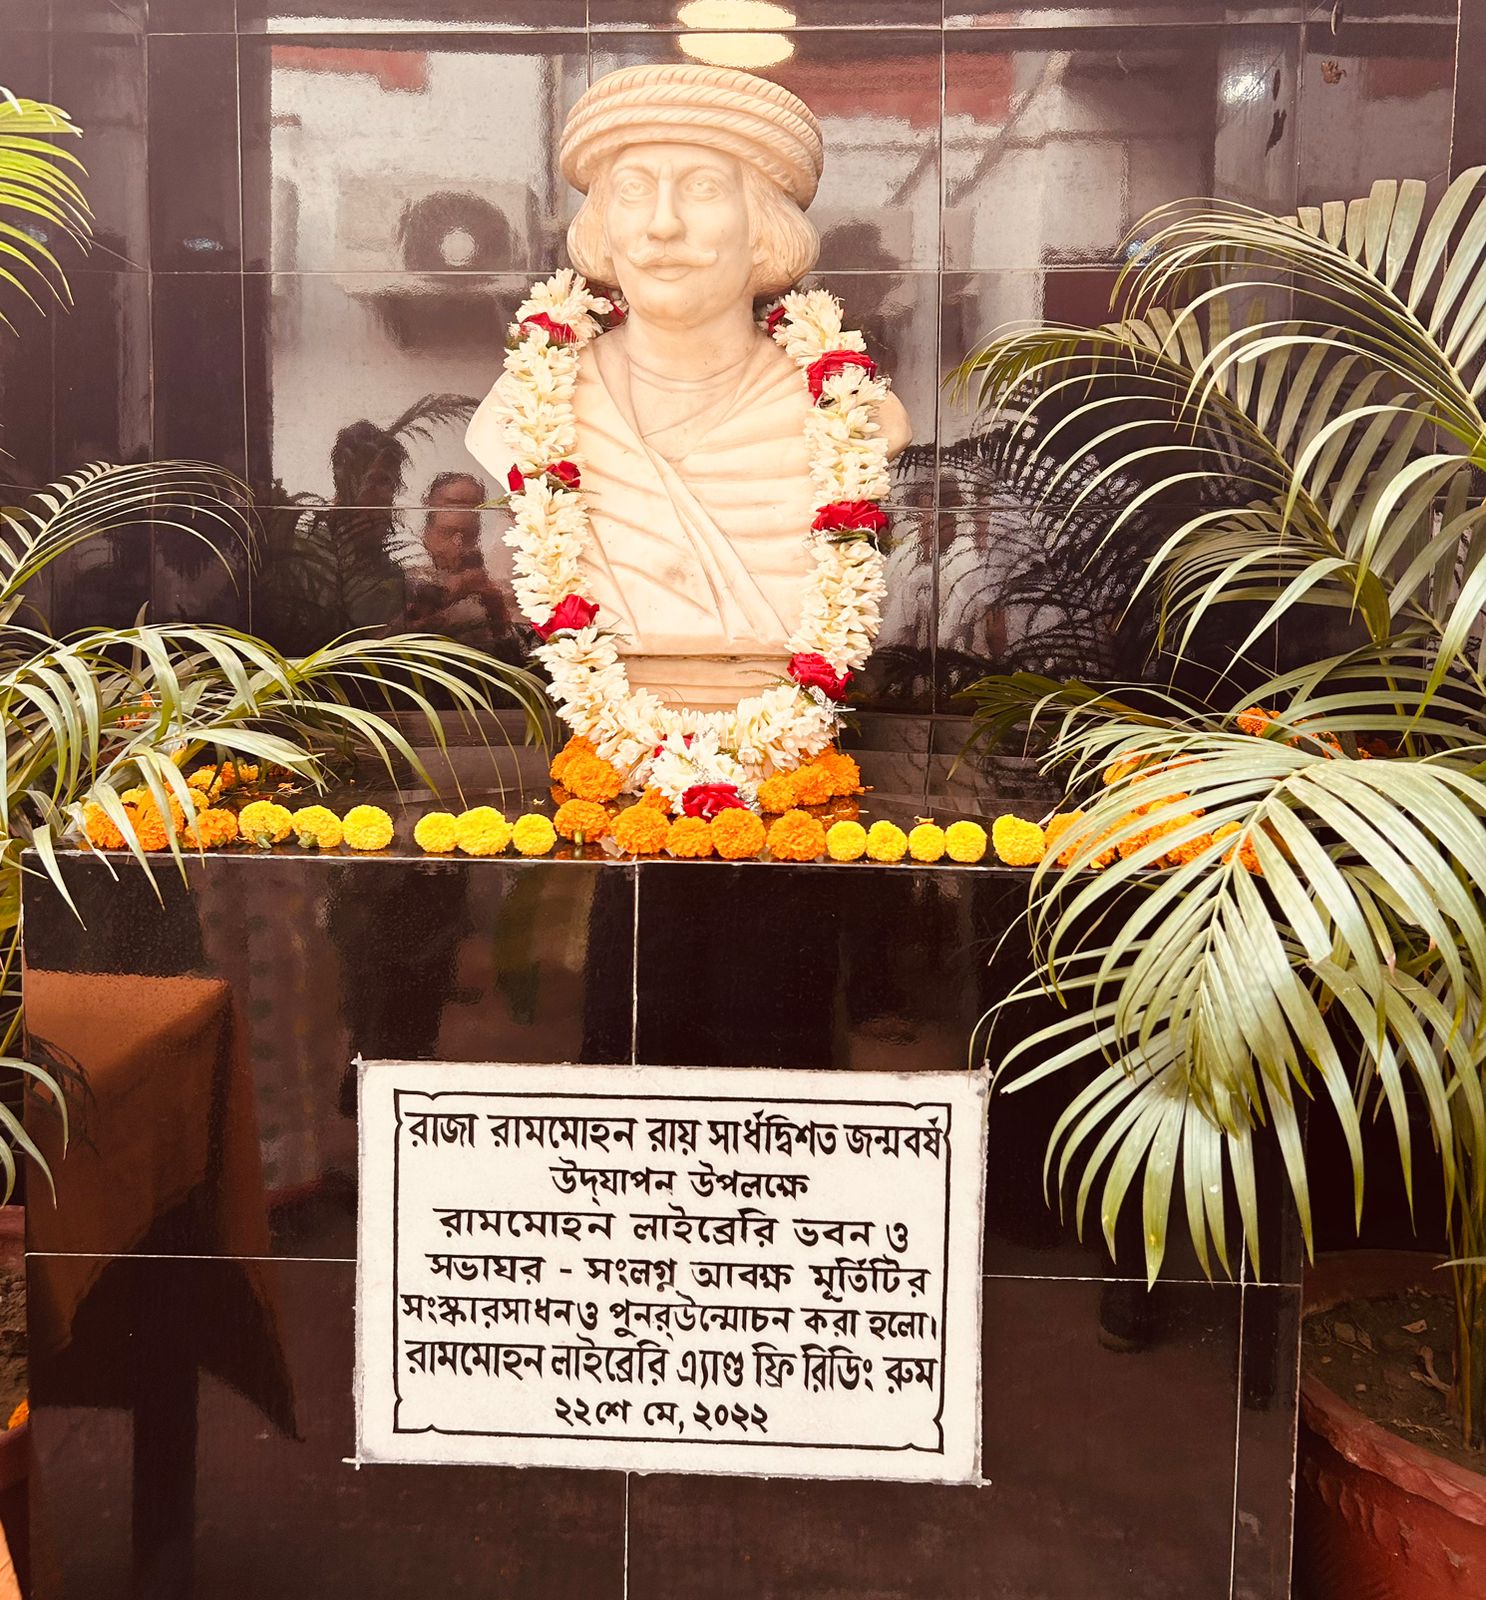 রাজা রামমোহন রায় সার্ধদ্বিশত জন্মবর্ষ
উদ্‌যাপন উপলক্ষে
রামমোহন লাইব্রেরি ভবন ও
সভাঘর - সংলগ্ন আবক্ষ মূর্তিটির
সংস্কারসাধন ও পুনর্‌উন্মোচন করা হলো।
রামমোহন লাইব্রেরি এ্যাণ্ড ফ্রি রিডিং রুম
২২শে মে, ২০২২